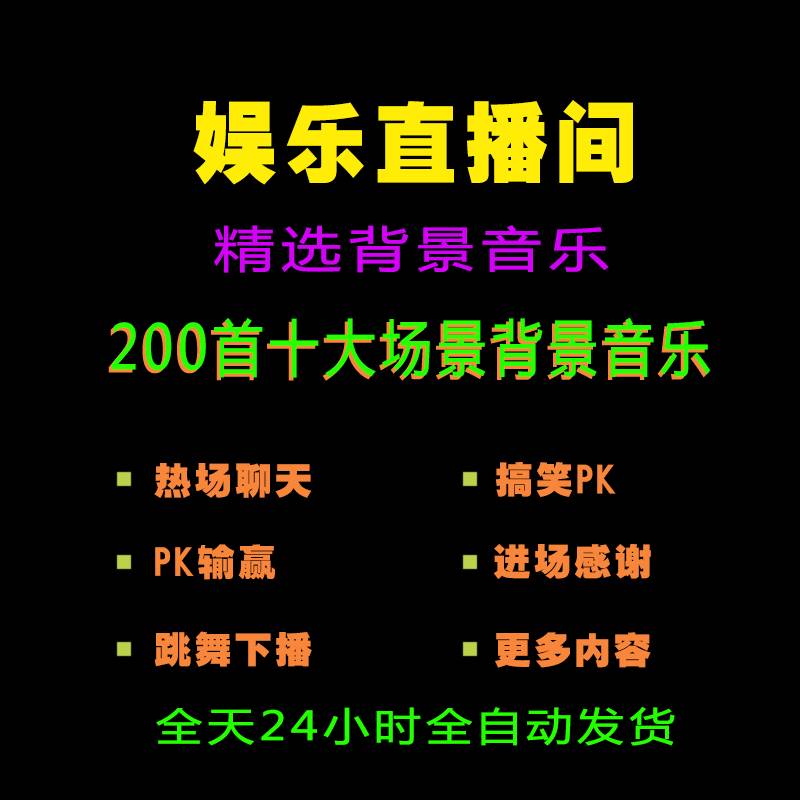 娱乐直播间
精选背景音乐
200首十大场景背景音乐
热场聊天
搞笑PK
PK输赢
进场感谢
跳舞下播
更多内容
全天24小时全自动发货